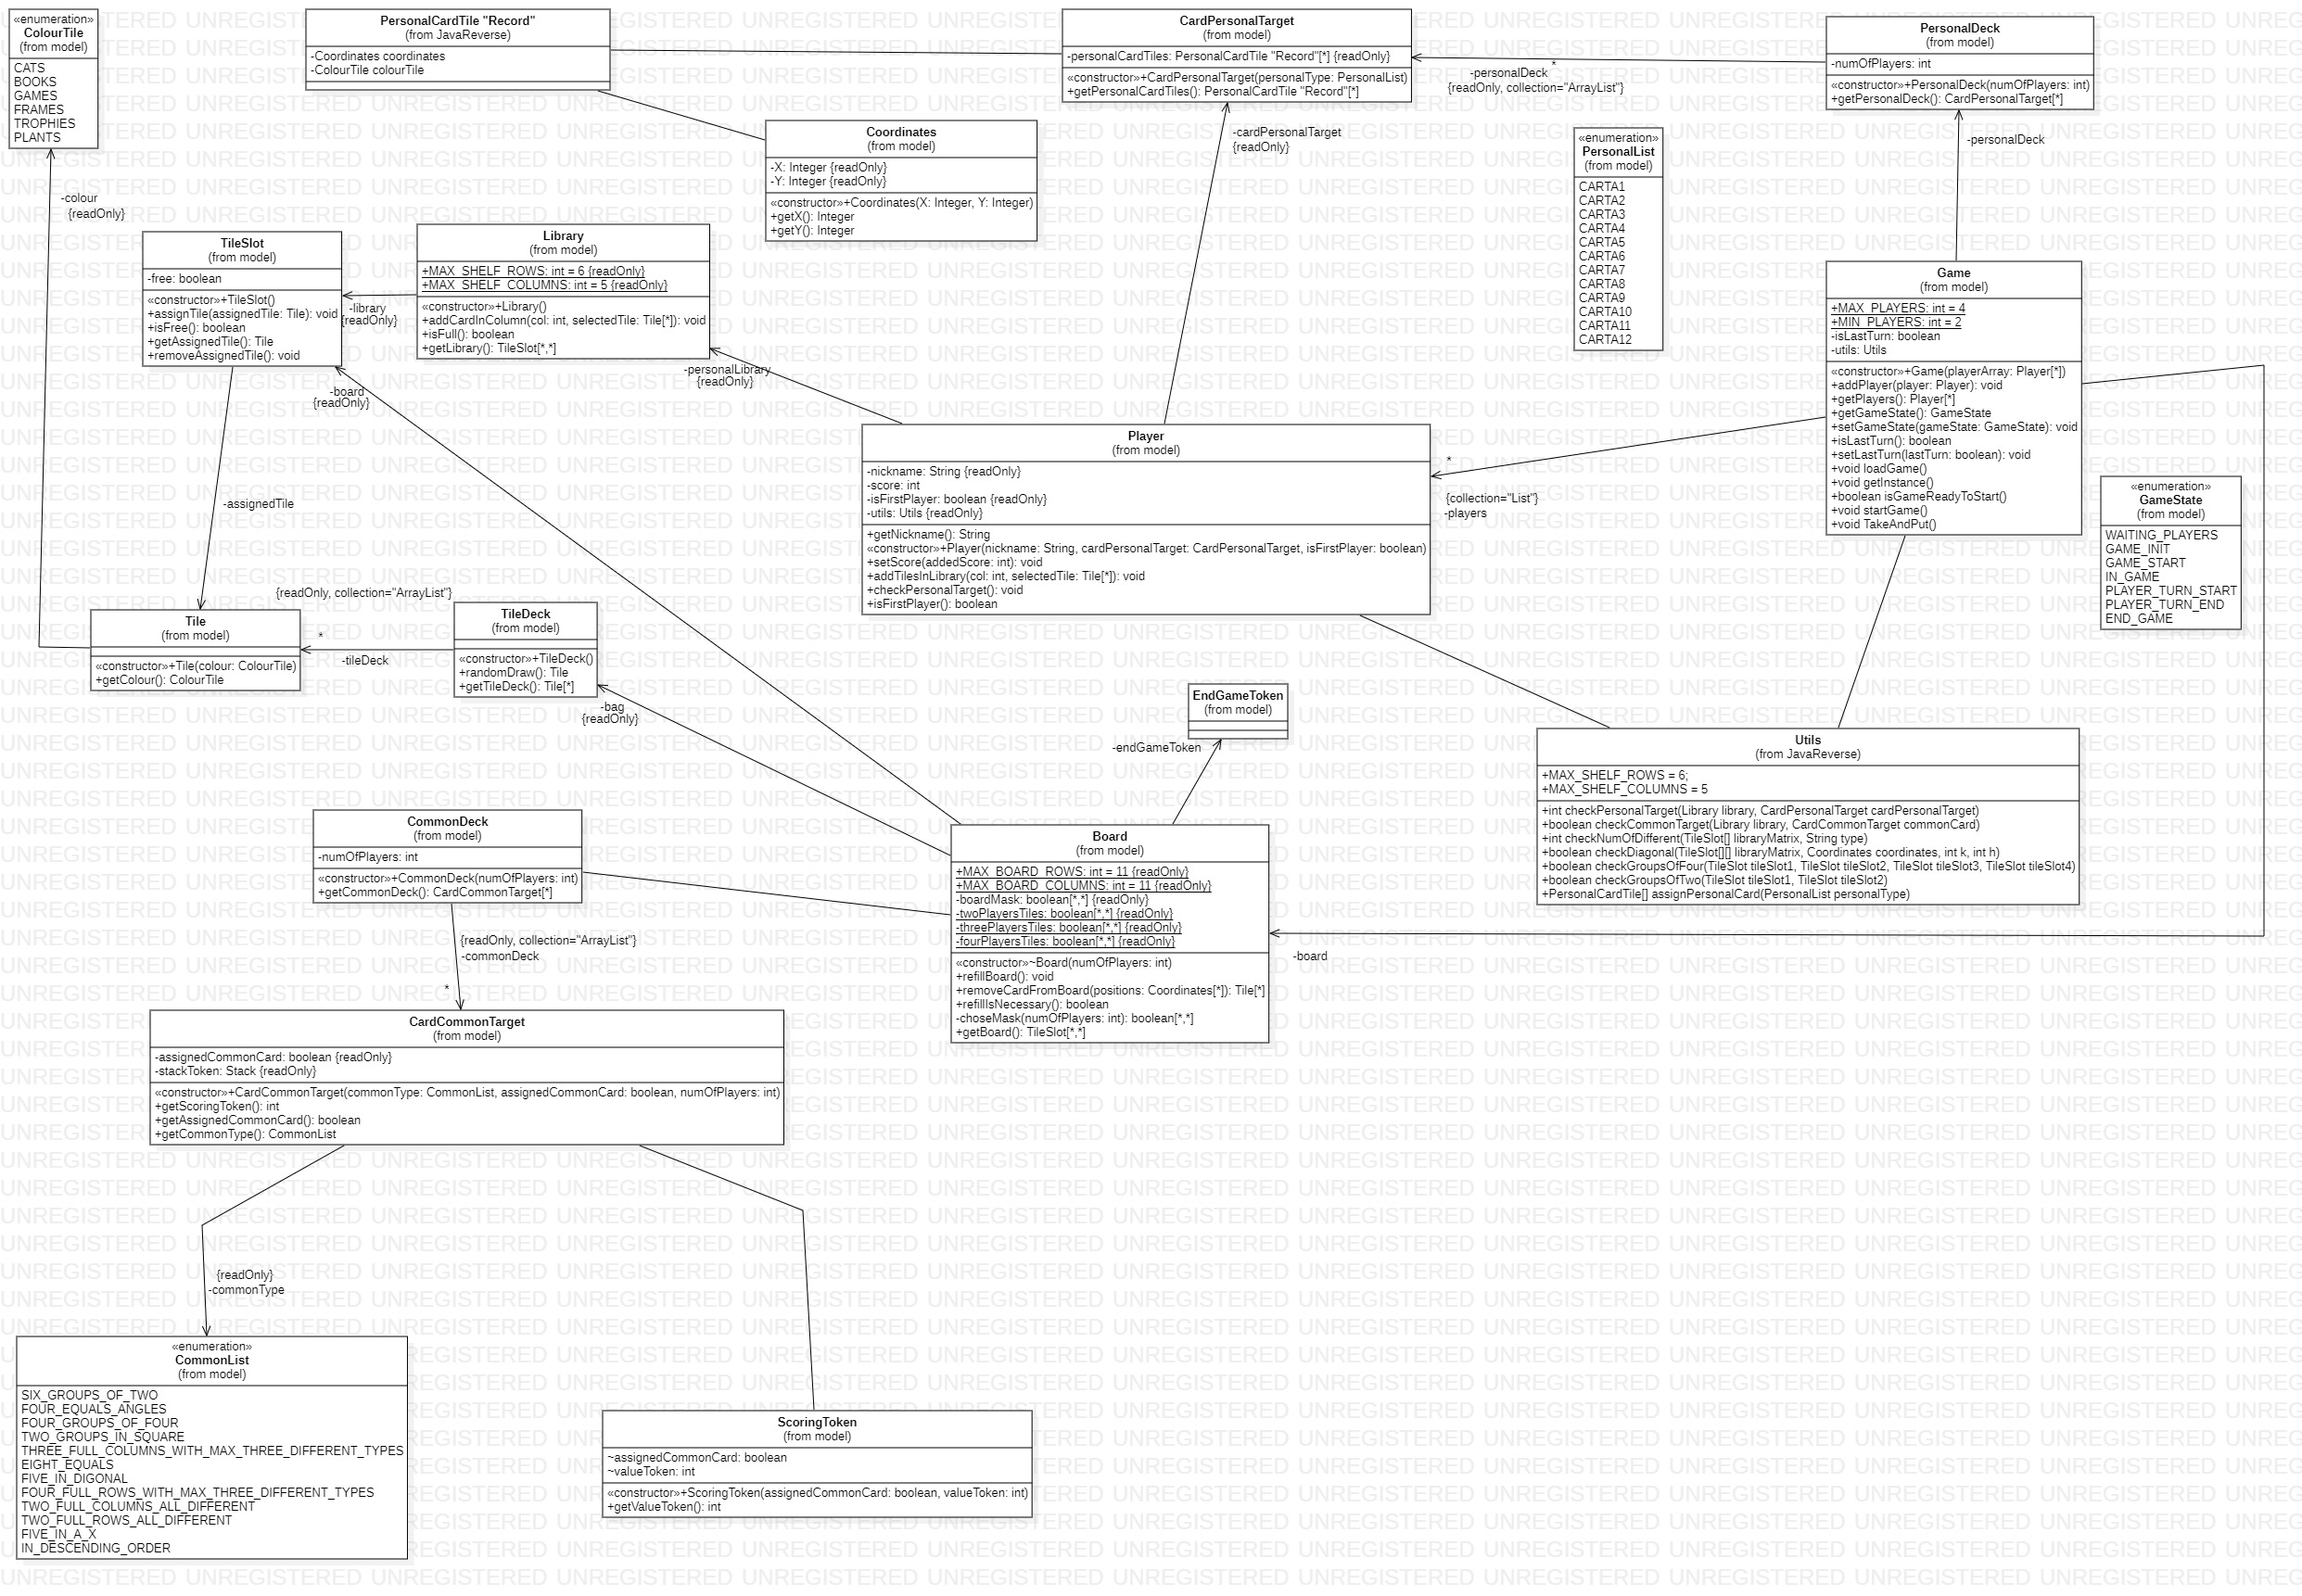 «enumeration»
ColourTile
(from model)
CATS
BOOKS
GAMES
FRAMES
TROPHIES
PLANTS
PersonalCardTile "Record"
(from JavaReverse)
-Coordinates coordinates
-ColourTile colourTile
CardPersonalTarget
(from model)
-personalCardTiles: PersonalCardTile "Record"[*] {readOnly}
«constructor»+CardPersonalTarget(personalType: PersonalList)
+getPersonalCardTiles(): PersonalCardTile "Record"[*]
*
-personalDeck
{readOnly, collection="ArrayList"}
PersonalDeck
(from model)
-numOfPlayers: int
«constructor»+PersonalDeck(numOfPlayers: int)
+getPersonalDeck(): CardPersonalTarget[*]
-personalDeck
Coordinates
(from model)
-X: Integer {readOnly}
-Y: Integer {readOnly}
«constructor»+Coordinates(X: Integer, Y: Integer)
+getX(): Integer
+getY(): Integer
-cardPersonalTarget
{readOnly}
«enumeration»
PersonalList
(from model)
CARTA1
CARTA2
CARTA3
CARTA4
CARTA5
CARTA6
CARTA7
CARTA8
CARTA9
CARTA10
CARTA11
CARTA12
-colour
{readOnly}
TileSlot
(from model)
-free: boolean
«constructor»+TileSlot()
+assignTile(assignedTile: Tile): void
+isFree(): boolean
+getAssignedTile(): Tile
+removeAssignedTile(): void
-library
{readOnly}
Library
(from model)
+MAX_SHELF_ROWS: int = 6 {readOnly}
+MAX_SHELF_COLUMNS: int = 5 {readOnly}
«constructor»+Library()
+addCardInColumn(col: int, selectedTile: Tile[*]): void
+isFull(): boolean
+getLibrary(): TileSlot[*,*]
-personalLibrary
{readOnly}
-board
{readOnly}
Game
(from model)
+MAX_PLAYERS: int = 4
+MIN_PLAYERS: int = 2
-isLastTurn: boolean
-utils: Utils
«constructor»+Game(playerArray: Player[*])
+addPlayer(player: Player): void
+getPlayers(): Player[*]
+getGameState(): GameState
+setGameState(gameState: GameState): void
+isLastTurn(): boolean
+setLastTurn(lastTurn: boolean): void
+void loadGame()
+void getInstance()
+boolean isGameReadyToStart()
+void startGame()
+void TakeAndPut()
Player
(from model)
-nickname: String {readOnly}
-score: int
-isFirstPlayer: boolean {readOnly}
-utils: Utils {readOnly}
+getNickname(): String
«constructor»+Player(nickname: String, cardPersonalTarget: CardPersonalTarget, isFirstPlayer: boolean)
+setScore(addedScore: int): void
+addTilesInLibrary(col: int, selectedTile: Tile[*]): void
+checkPersonalTarget(): void
+isFirstPlayer(): boolean
*
{collection="List"}
-players
«enumeration»
GameState
(from model)
WAITING_PLAYERS
GAME_INIT
GAME_START
IN_GAME
PLAYER_TURN_START
PLAYER_TURN_END
END_GAME
-assignedTile
Tile
(from model)
«constructor»+Tile(colour: ColourTile)
+getColour(): ColourTile
{readOnly, collection="ArrayList"}
*
-tileDeck
TileDeck
(from model)
«constructor»+TileDeck()
+randomDraw(): Tile
+getTileDeck(): Tile[*]
-bag
{readOnly}
EndGameToken
(from model)
-endGameToken
Utils
(from JavaReverse)
+MAX_SHELF_ROWS = 6;
+MAX_SHELF_COLUMNS = 5
+int checkPersonalTarget(Library library, CardPersonalTarget cardPersonalTarget)
+boolean checkCommonTarget(Library library, CardCommonTarget commonCard)
+int checkNumOfDifferent(TileSlot[] libraryMatrix, String type)
+boolean checkDiagonal(TileSlot[][] libraryMatrix, Coordinates coordinates, int k, int h)
+boolean checkGroupsOfFour(TileSlot tileSlot1, TileSlot tileSlot2, TileSlot tileSlot3, TileSlot tileSlot4)
+boolean checkGroupsOfTwo(TileSlot tileSlot1, TileSlot tileSlot2)
+PersonalCardTile[] assignPersonalCard(PersonalList personalType)
CommonDeck
(from model)
-numOfPlayers: int
«constructor»+CommonDeck(numOfPlayers: int)
+getCommonDeck(): CardCommonTarget[*]
{readOnly, collection="ArrayList"}
-commonDeck
*
Board
(from model)
+MAX_BOARD_ROWS: int = 11 {readOnly}
+MAX_BOARD_COLUMNS: int = 11 {readOnly}
-boardMask: boolean[*,*] {readOnly}
-twoPlayersTiles: boolean[*,*] {readOnly}
-threePlayersTiles: boolean[*,*] {readOnly}
-fourPlayersTiles: boolean[*,*] {readOnly}
«constructor»~Board(numOfPlayers: int)
+refillBoard(): void
+removeCardFromBoard(positions: Coordinates[*]): Tile[*]
+refillIsNecessary(): boolean
-choseMask(numOfPlayers: int): boolean[*,*]
+getBoard(): TileSlot[*,*]
-board
CardCommonTarget
(from model)
-assignedCommonCard: boolean {readOnly}
-stackToken: Stack {readOnly}
«constructor»+CardCommonTarget(commonType: CommonList, assignedCommonCard: boolean, numOfPlayers: int)
+getScoringToken(): int
+getAssignedCommonCard(): boolean
+getCommonType(): CommonList
{readOnly}
-commonType
«enumeration»
CommonList
(from model)
SIX_GROUPS_OF_TWO
FOUR_EQUALS_ANGLES
FOUR_GROUPS_OF_FOUR
TWO_GROUPS_IN_SQUARE
THREE_FULL_COLUMNS_WITH_MAX_THREE_DIFFERENT_TYPES
EIGHT_EQUALS
FIVE_IN_DIGONAL
FOUR_FULL_ROWS_WITH_MAX_THREE_DIFFERENT_TYPES
TWO_FULL_COLUMNS_ALL_DIFFERENT
TWO_FULL_ROWS_ALL_DIFFERENT
FIVE_IN_A_X
IN_DESCENDING_ORDER
ScoringToken
(from model)
~assignedCommonCard: boolean
~valueToken: int
«constructor»+ScoringToken(assignedCommonCard: boolean, valueToken: int)
+getValueToken(): int
UNREGISTERED